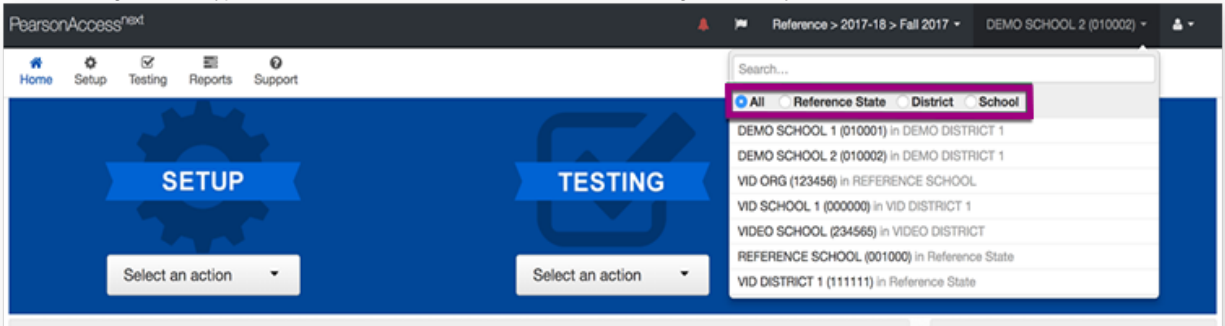 PearsonAccessnext
Reference > 2017-18 > Fall 2017
DEMO SCHOOL 2 (010002)
Home Setup Testing Reports Support
Search...
All Reference State District School
DEMO SCHOOL 1 (010001) in DEMO DISTRICT 1
DEMO SCHOOL 2 (010002) in DEMO DISTRICT 1
VID ORG (123456) in REFERENCE SCHOOL
VID SCHOOL 1 (000000) in VID DISTRICT 1
VIDEO SCHOOL (234565) in VIDEO DISTRICT
REFERENCE SCHOOL (001000) in Reference State
VID DISTRICT 1 (111111) in Reference State
SETUP
Select an action
TESTING
Select an action